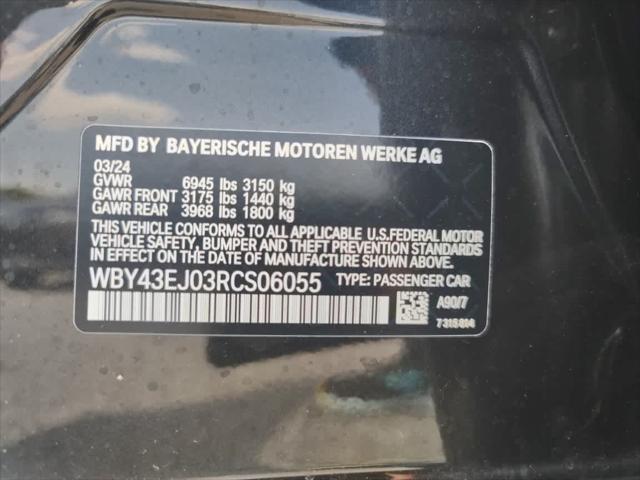 MFD BY BAYERISCHE MOTOREN WERKE AG
03/24
GVWR 6945 lbs 3150 kg
GAWR FRONT 3175 lbs 1440 kg
GAWR REAR 3968 lbs 1800 kg
THIS VEHICLE CONFORMS TO ALL APPLICABLE U.S.FEDERAL MOTOR
VEHICLE SAFETY, BUMPER, AND THEFT PREVENTION STANDARDS
IN EFFECT ON THE DATE OF MANUFACTURE SHOWN ABOVE.
WBY43EJ03RCS06055 TYPE: PASSENGER CAR
A90/7
7315014